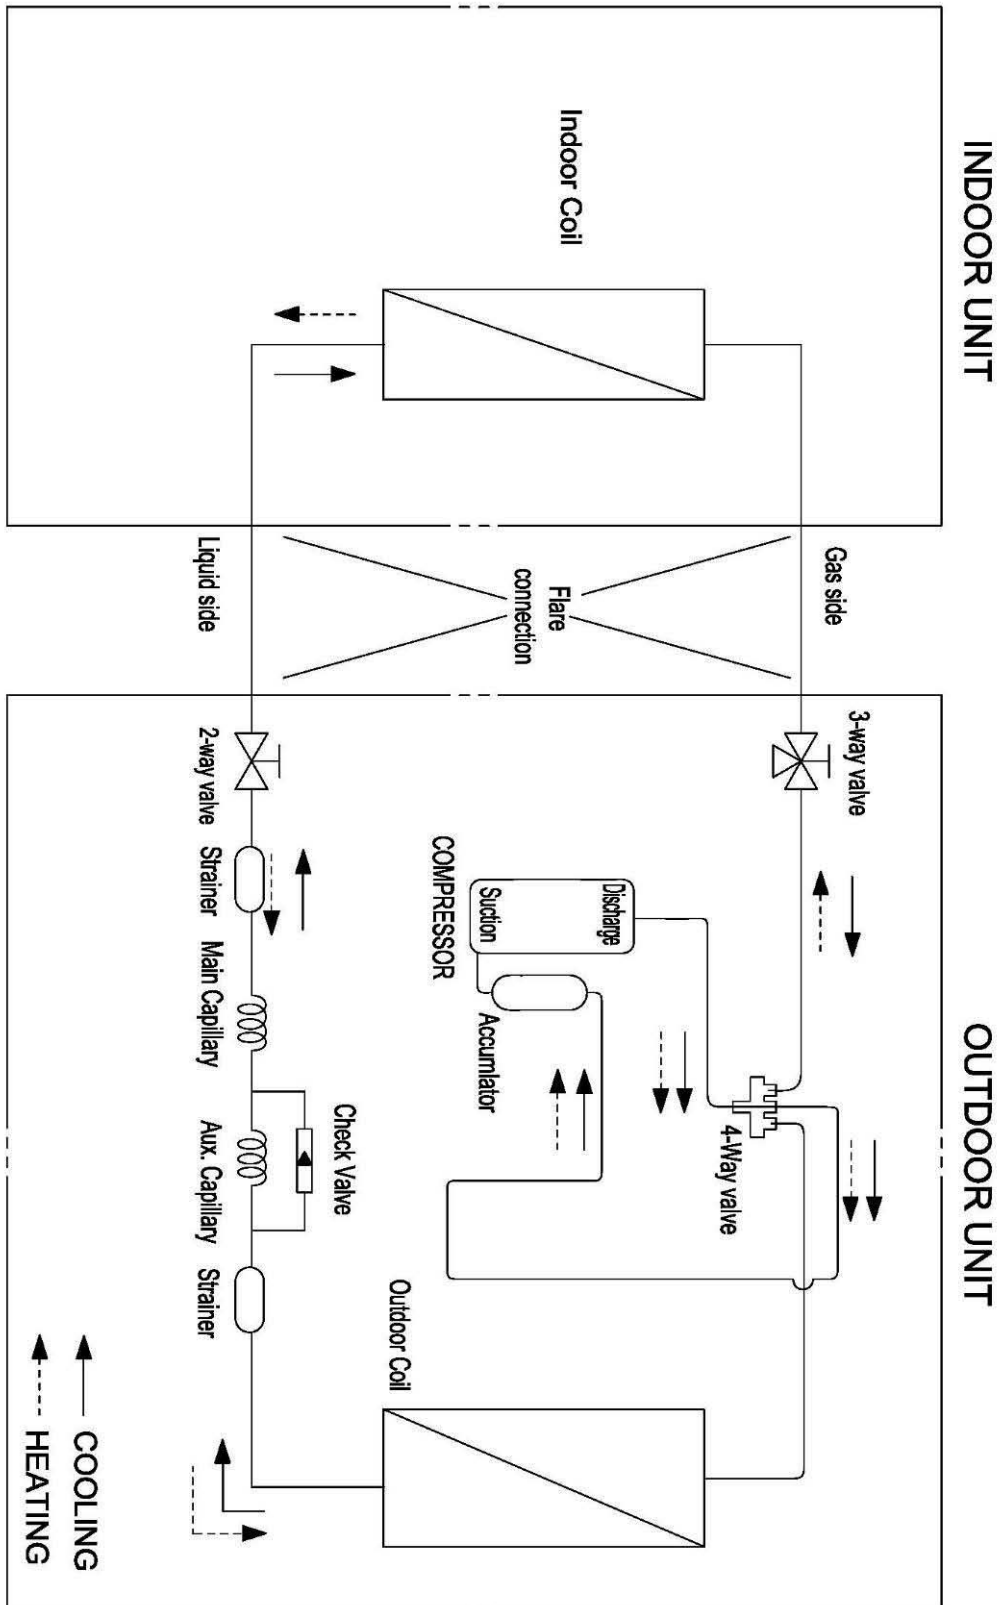 INDOOR UNIT
OUTDOOR UNIT
Indoor Coil
Gas side
Flare
connection
Liquid side
3-way valve
2-way valve
4-Way valve
COMPRESSOR
Discharge
Suction
Accumlator
Strainer
Main Capillary
Check Valve
Aux. Capillary
Strainer
Outdoor Coil
COOLING
HEATING